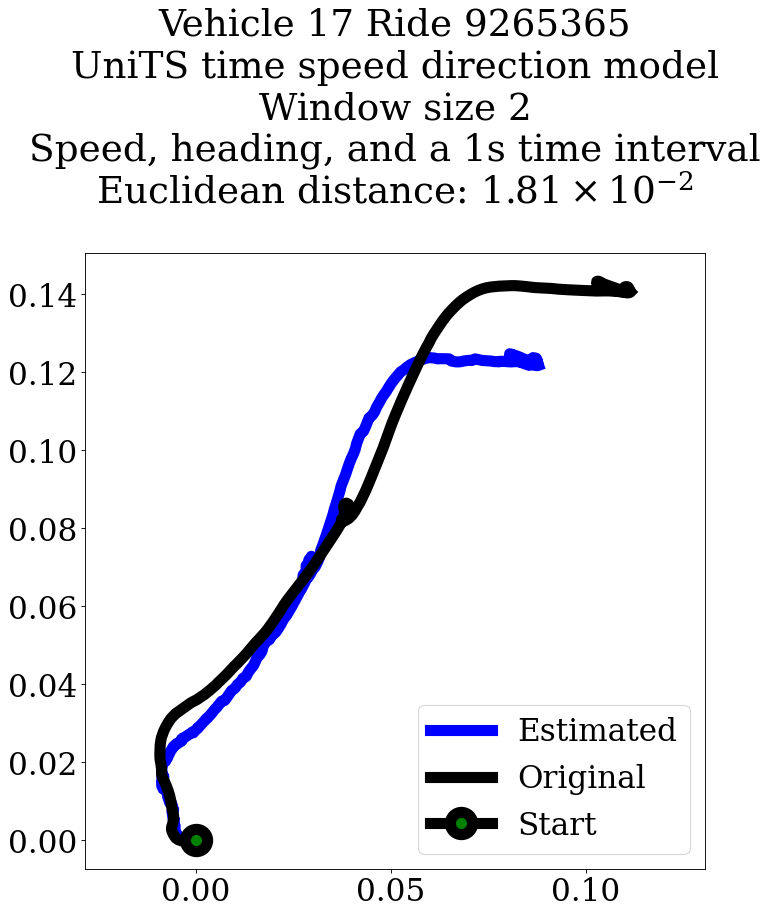 Vehicle 17 Ride 9265365
UniTS time speed direction model
Window size 2
Speed, heading, and a 1s time interval
Euclidean distance: 1.81 × 10⁻²
0.14
0.12
0.10
0.08
0.06
0.04
0.02
0.00
Estimated
Original
Start
0.00 0.05 0.10